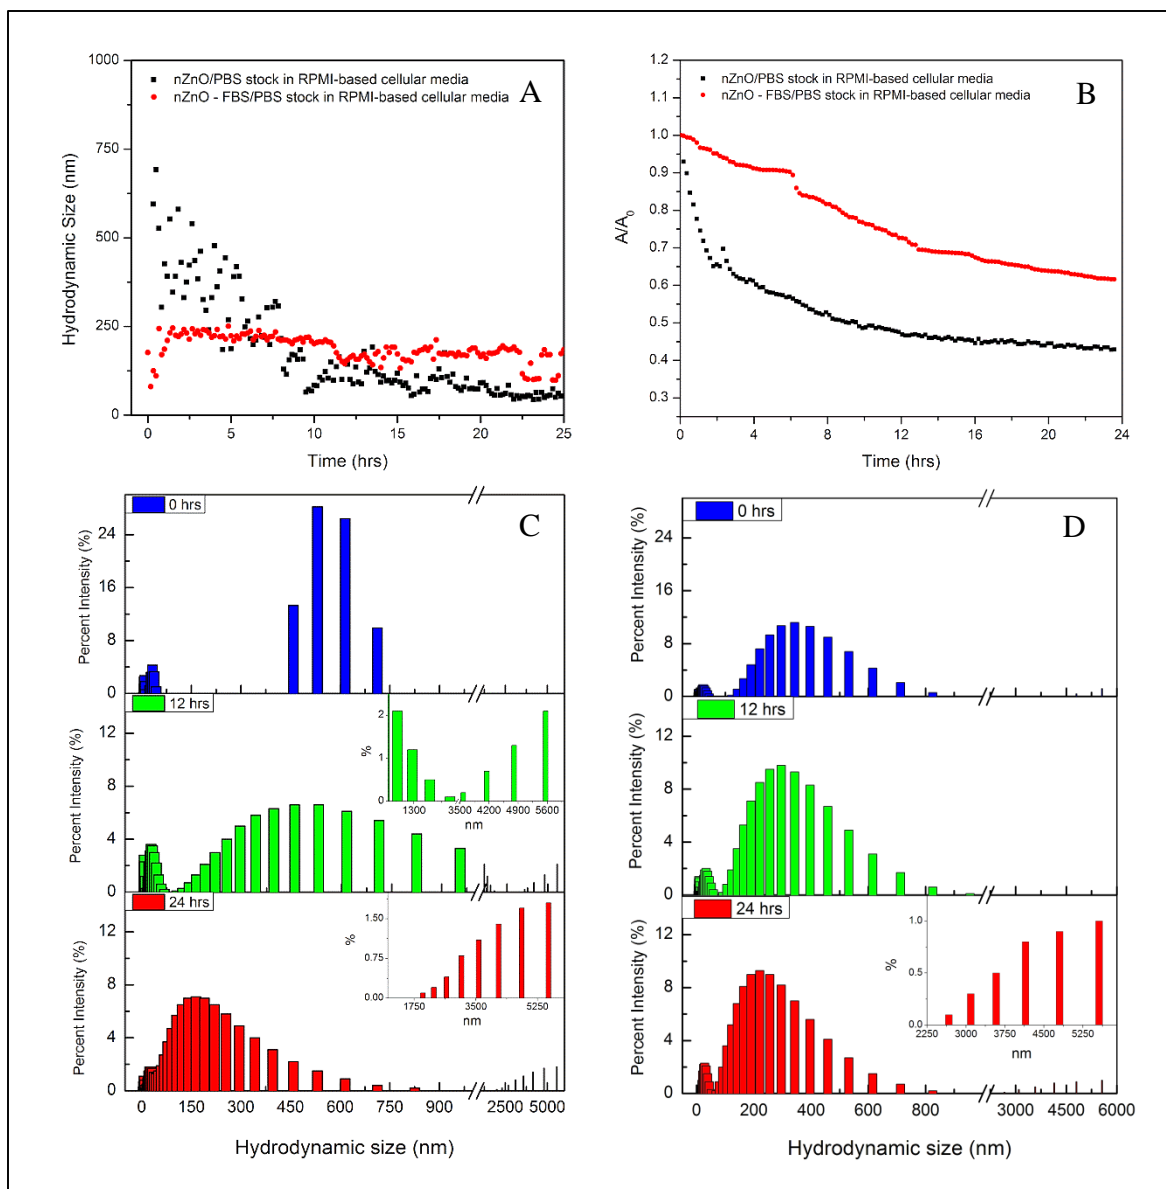 nZnO/PBS stock in RPMI-based cellular media
nZnO - FBS/PBS stock in RPMI-based cellular media
A
Hydrodynamic Size (nm)
1000
750
500
250
0
0 5 10 15 20 25
Time (hrs)
nZnO/PBS stock in RPMI-based cellular media
nZnO - FBS/PBS stock in RPMI-based cellular media
B
A/A0
1.2
1.1
1.0
0.9
0.8
0.7
0.6
0.5
0.4
0.3
0 4 8 12 16 20 24
Time (hrs)
C
0 hrs
Percent Intensity (%)
24
16
8
0
12 hrs
Percent Intensity (%)
12
8
4
0
%
2
1
0
1300 3500 4200 4900 5600
nm
24 hrs
Percent Intensity (%)
12
8
4
0
%
1.50
0.75
0.00
1750 3500 5250
nm
0 150 300 450 600 750 900 2500 5000
Hydrodynamic size (nm)
D
0 hrs
Percent Intensity (%)
24
16
8
0
12 hrs
Percent Intensity (%)
12
8
4
0
24 hrs
Percent Intensity (%)
12
8
4
0
%
1.0
0.5
0.0
2250 3000 3750 4500 5250
nm
0 200 400 600 800 3000 4500 6000
Hydrodynamic size (nm)